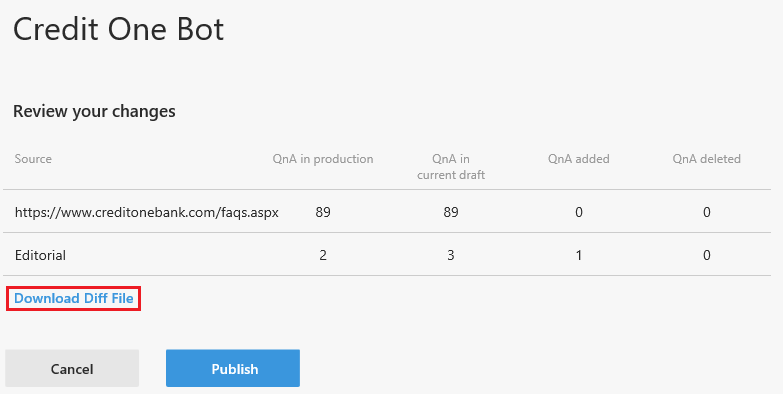 Credit One Bot
Review your changes
Source QnA in production QnA in QnA added QnA deleted
current draft
https://www.creditonebank.com/faqs.aspx 89 89 0 0
Editorial 2 3 1 0
Download Diff File
Cancel Publish